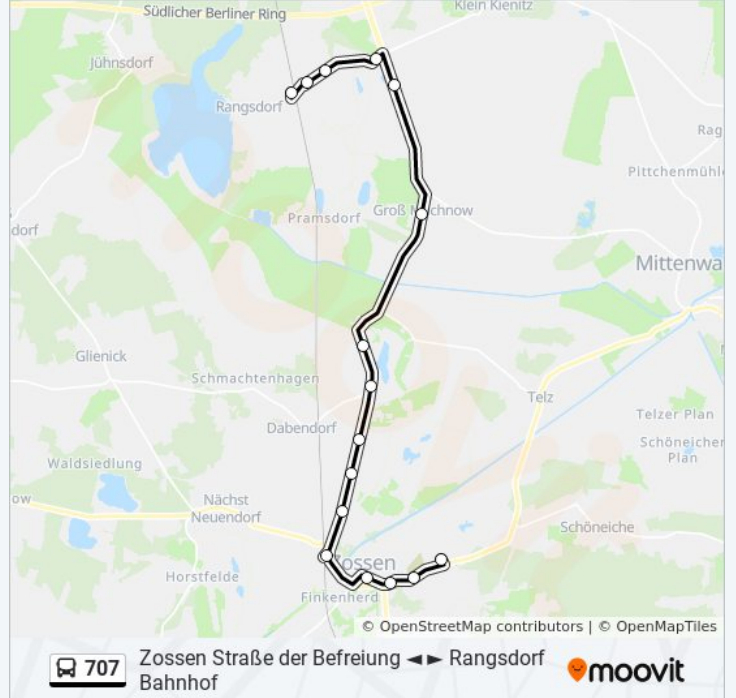 Südlicher Berliner Ring
Klein Kienitz
Jühnsdorf
Rangsdorf
Rag
Pittchenmühl
Groß Machnow
Pramsdorf
dorf
Mittenwa
Glienick
Schmachtenhagen
Telz
Telzer Plan
Dabendorf
Schöneicher
Plan
Waldsiedlung
ow
Nächst
Neuendorf
Schöneiche
Zossen
Horstfelde
Finkenherd
© OpenStreetMap contributors | © OpenMapTiles
707
Zossen Straße der Befreiung ◄► Rangsdorf
Bahnhof
moovit